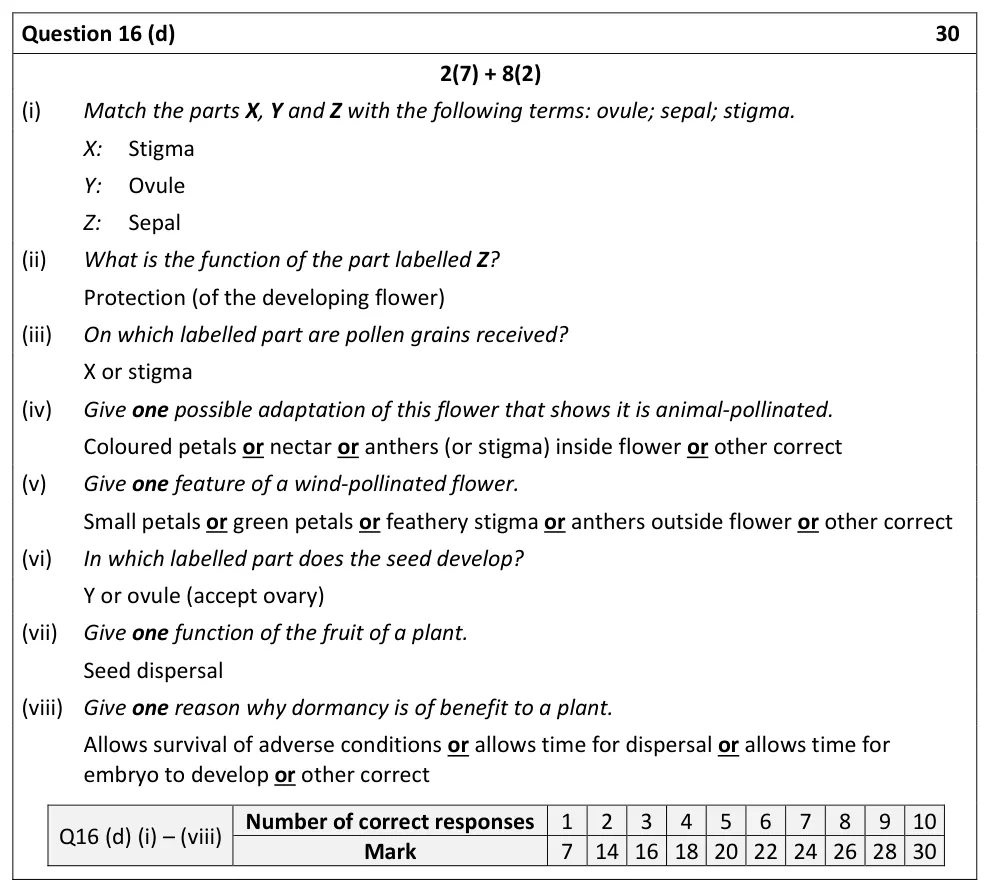 Question 16 (d) 30
2(7) + 8(2)
(i) Match the parts X, Y and Z with the following terms: ovule; sepal; stigma.
X: Stigma
Y: Ovule
Z: Sepal
(ii) What is the function of the part labelled Z?
Protection (of the developing flower)
(iii) On which labelled part are pollen grains received?
X or stigma
(iv) Give one possible adaptation of this flower that shows it is animal-pollinated.
Coloured petals or nectar or anthers (or stigma) inside flower or other correct
(v) Give one feature of a wind-pollinated flower.
Small petals or green petals or feathery stigma or anthers outside flower or other correct
(vi) In which labelled part does the seed develop?
Y or ovule (accept ovary)
(vii) Give one function of the fruit of a plant.
Seed dispersal
(viii) Give one reason why dormancy is of benefit to a plant.
Allows survival of adverse conditions or allows time for dispersal or allows time for
embryo to develop or other correct
Q16 (d) (i) – (viii)
Number of correct responses 1 2 3 4 5 6 7 8 9 10
Mark 7 14 16 18 20 22 24 26 28 30